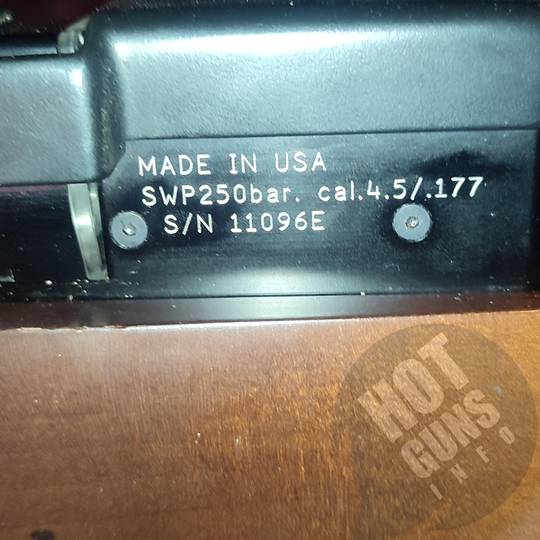 MADE IN USA
SWP250bar. cal.4.5/.177
S/N 11096E
HOT
GUNS
INFO